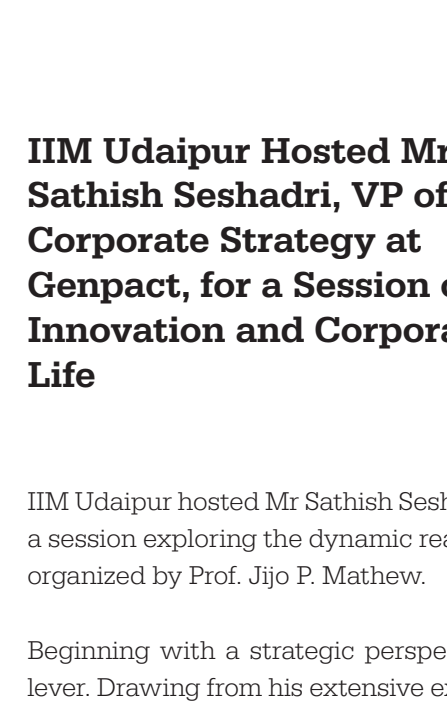 IIM Udaipur Hosted Mr
Sathish Seshadri, VP of
Corporate Strategy at
Genpact, for a Session
Innovation and Corpora
Life
IIM Udaipur hosted Mr Sathish Sesh
a session exploring the dynamic rea
organized by Prof. Jijo P. Mathew.
Beginning with a strategic perspe
lever. Drawing from his extensive e